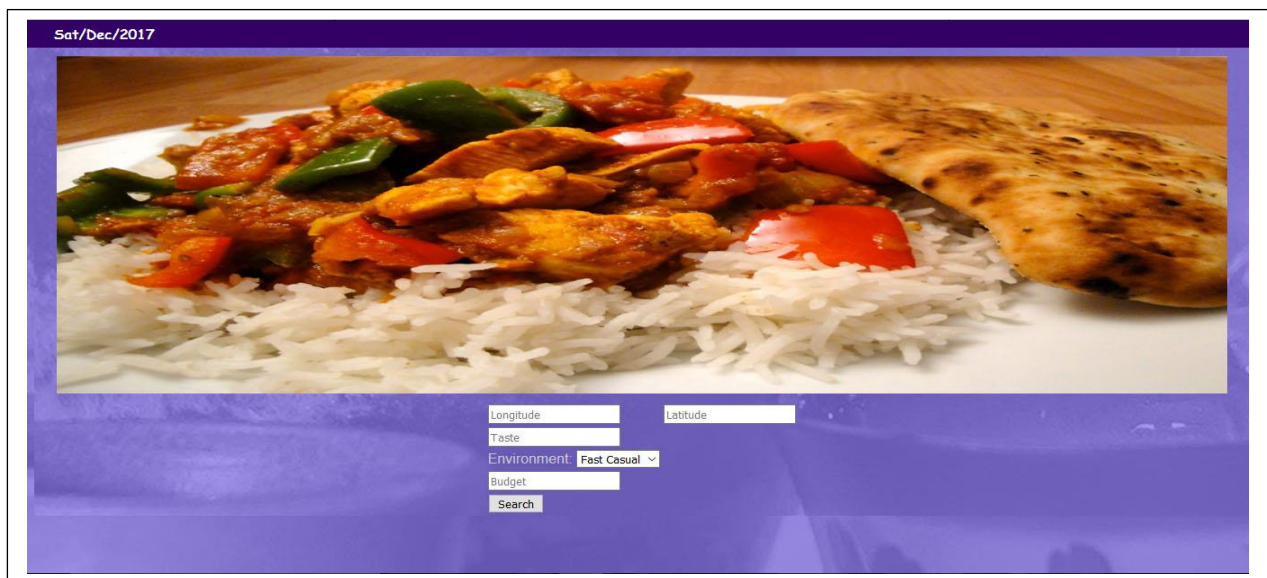 Sat/Dec/2017
Longitude Latitude
Taste
Environment: Fast Casual
Budget
Search